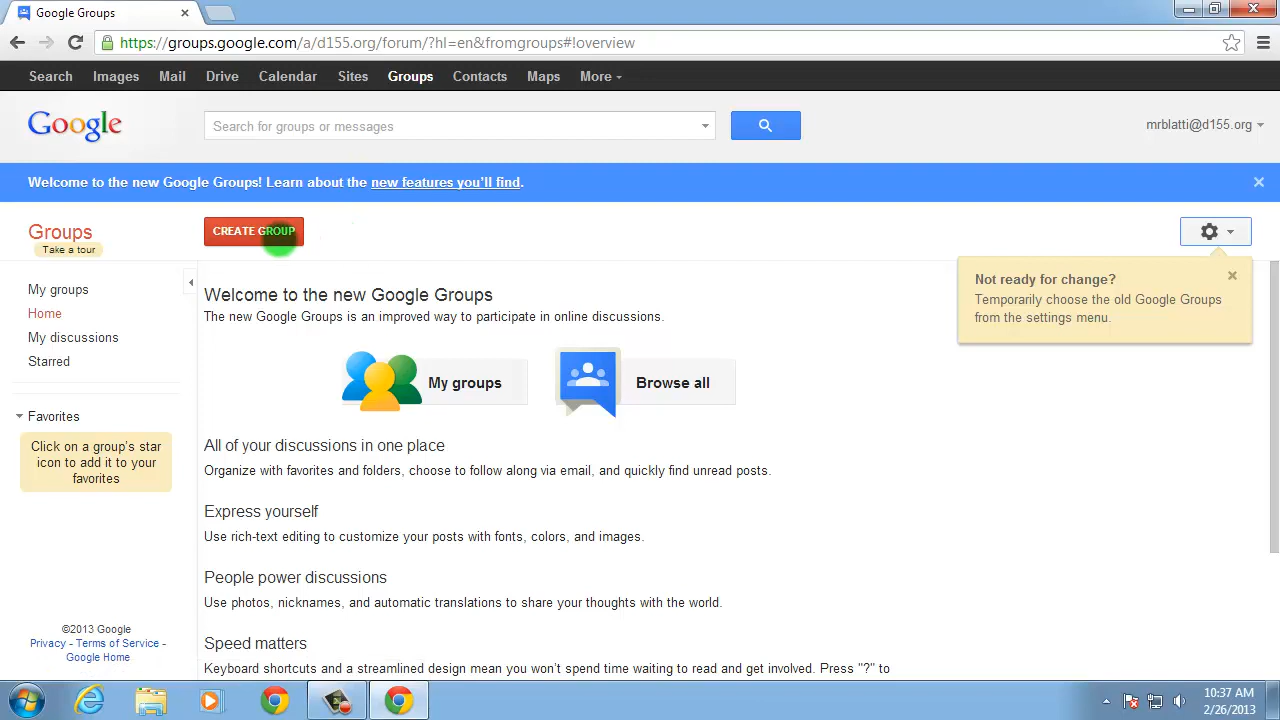 Google Groups
https://groups.google.com/a/d155.org/forum/?hl=en&fromgroups#!overview
Search Images Mail Drive Calendar Sites Groups Contacts Maps More
Google
Search for groups or messages
mrblatti@d155.org
Welcome to the new Google Groups! Learn about the new features you'll find.
Groups
Take a tour
CREATE GROUP
Not ready for change?
Temporarily choose the old Google Groups
from the settings menu.
My groups
Home
My discussions
Starred
Favorites
Click on a group's star
icon to add it to your
favorites
©2013 Google
Privacy - Terms of Service -
Google Home
Welcome to the new Google Groups
The new Google Groups is an improved way to participate in online discussions.
My groups
Browse all
All of your discussions in one place
Organize with favorites and folders, choose to follow along via email, and quickly find unread posts.
Express yourself
Use rich-text editing to customize your posts with fonts, colors, and images.
People power discussions
Use photos, nicknames, and automatic translations to share your thoughts with the world.
Speed matters
Keyboard shortcuts and a streamlined design mean you won't spend time waiting to read and get involved. Press "?" to
10:37 AM
2/26/2013